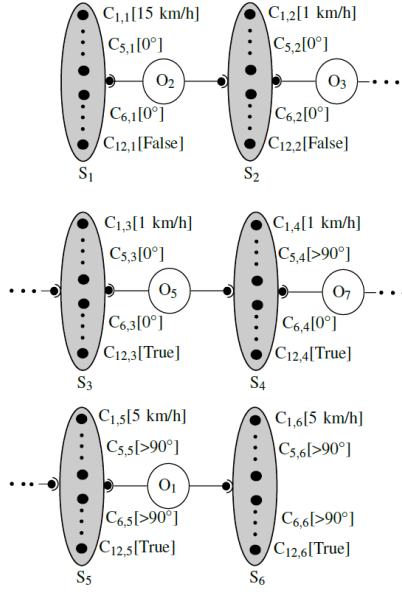 C1,1[15 km/h]
C5,1[0°]
C6,1[0°]
C12,1[False]
S1
O2
C1,2[1 km/h]
C5,2[0°]
C6,2[0°]
C12,2[False]
S2
O3
C1,3[1 km/h]
C5,3[0°]
C6,3[0°]
C12,3[True]
S3
O5
C1,4[1 km/h]
C5,4[>90°]
C6,4[0°]
C12,4[True]
S4
O7
C1,5[5 km/h]
C5,5[>90°]
C6,5[>90°]
C12,5[True]
S5
O1
C1,6[5 km/h]
C5,6[>90°]
C6,6[>90°]
C12,6[True]
S6